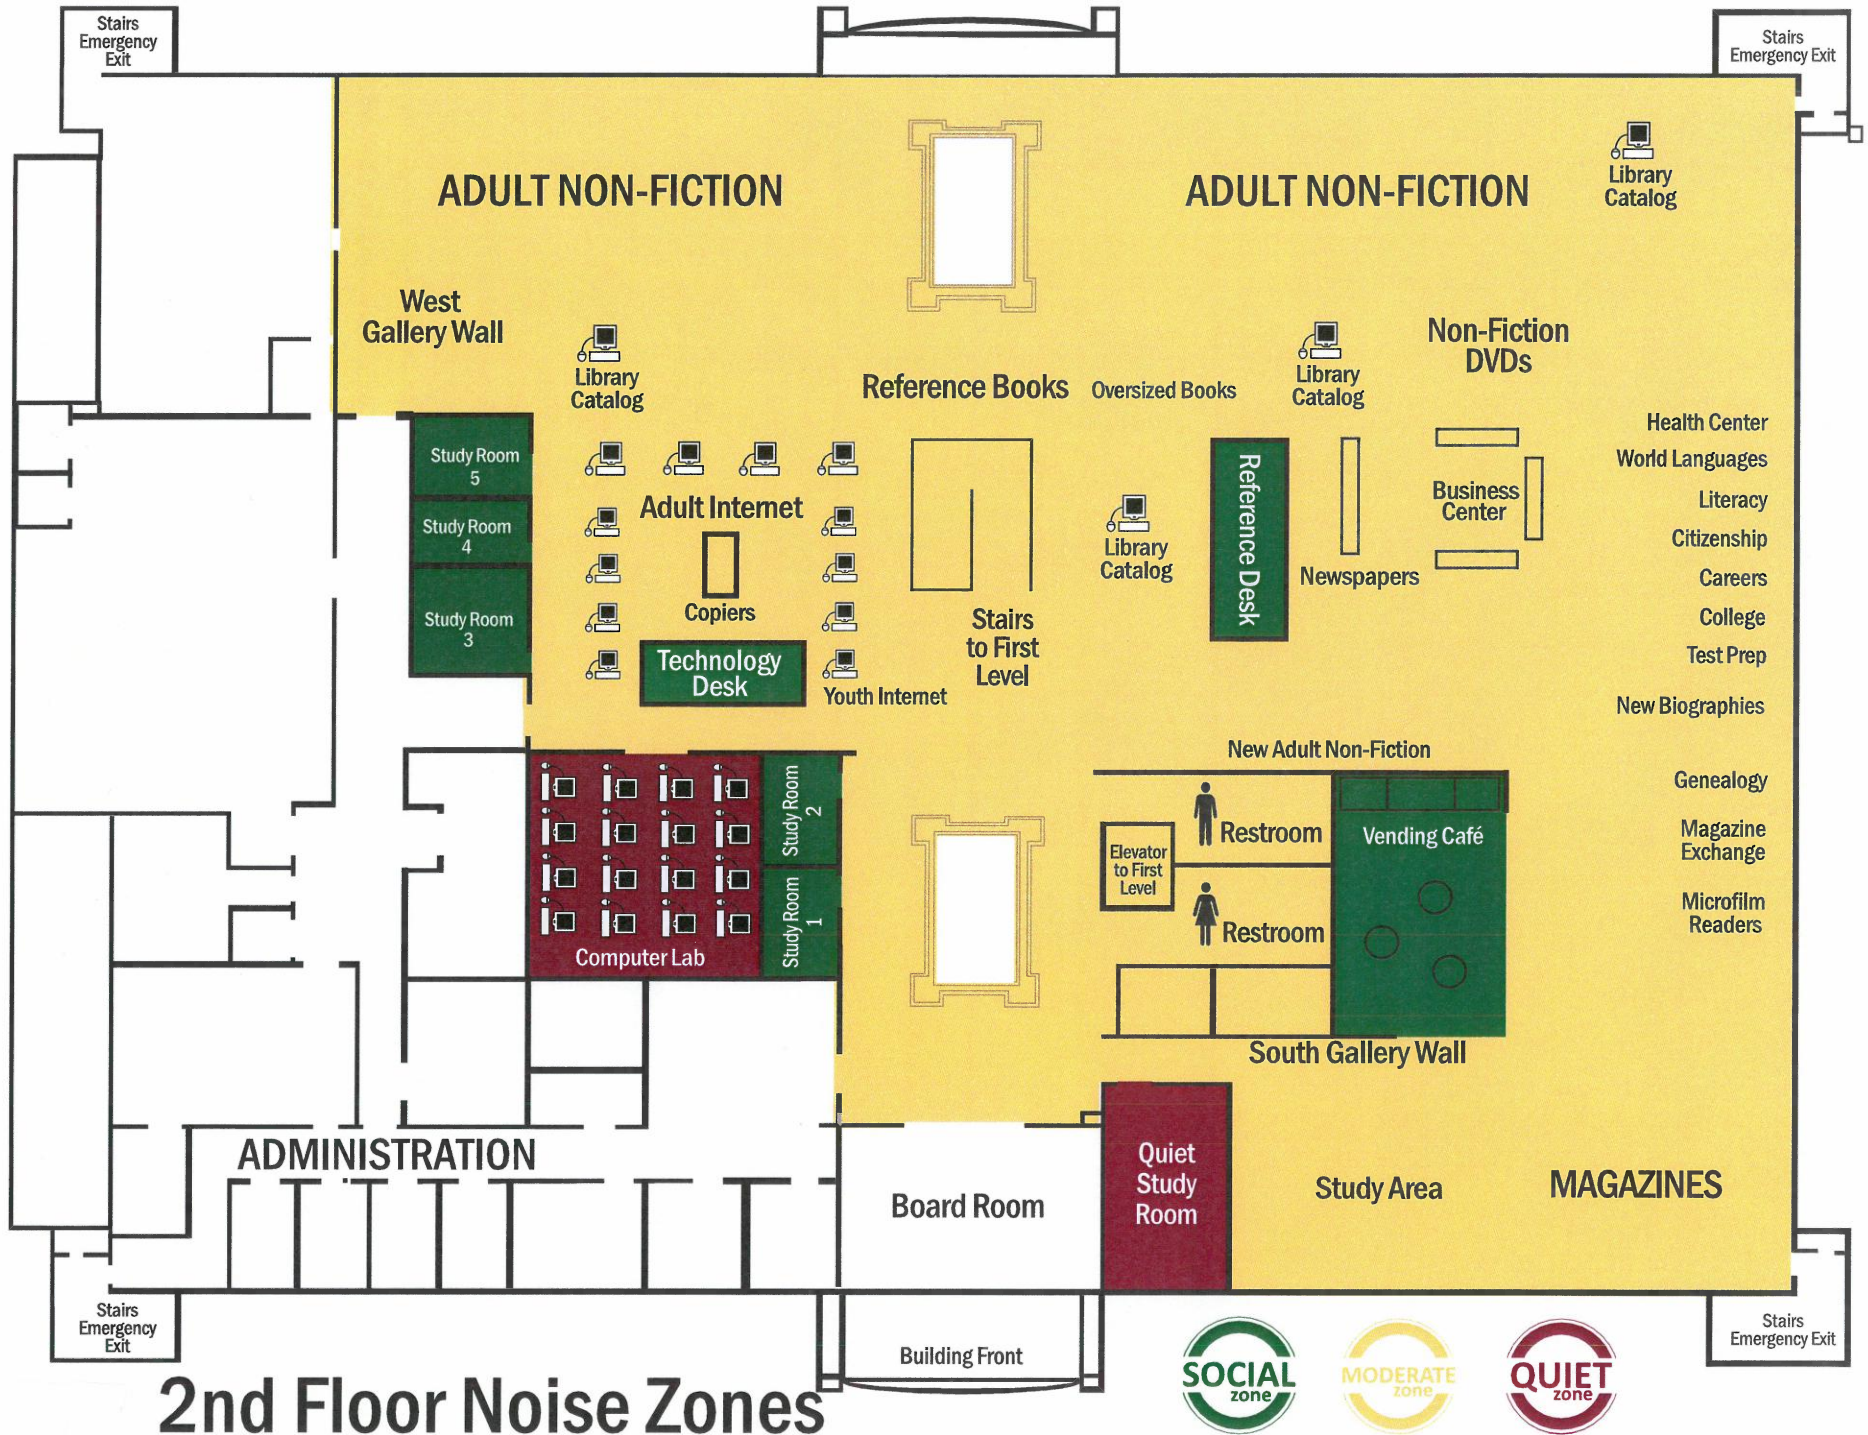 Stairs
Emergency
Exit
Stairs
Emergency Exit
ADULT NON-FICTION
ADULT NON-FICTION
Library
Catalog
West
Gallery Wall
Library
Catalog
Reference Books
Oversized Books
Library
Catalog
Non-Fiction
DVDs
Health Center
World Languages
Literacy
Citizenship
Careers
College
Test Prep
New Biographies
Genealogy
Magazine
Exchange
Microfilm
Readers
Study Room
5
Study Room
4
Study Room
3
Adult Internet
Copiers
Technology
Desk
Youth Internet
Stairs
to First
Level
Library
Catalog
Reference Desk
Newspapers
Business
Center
New Adult Non-Fiction
Computer Lab
Study Room
2
Study Room
1
Elevator
to First
Level
Restroom
Restroom
Vending Café
South Gallery Wall
ADMINISTRATION
Board Room
Quiet
Study
Room
Study Area
MAGAZINES
Stairs
Emergency
Exit
Building Front
Stairs
Emergency Exit
2nd Floor Noise Zones
SOCIAL
zone
MODERATE
zone
QUIET
zone